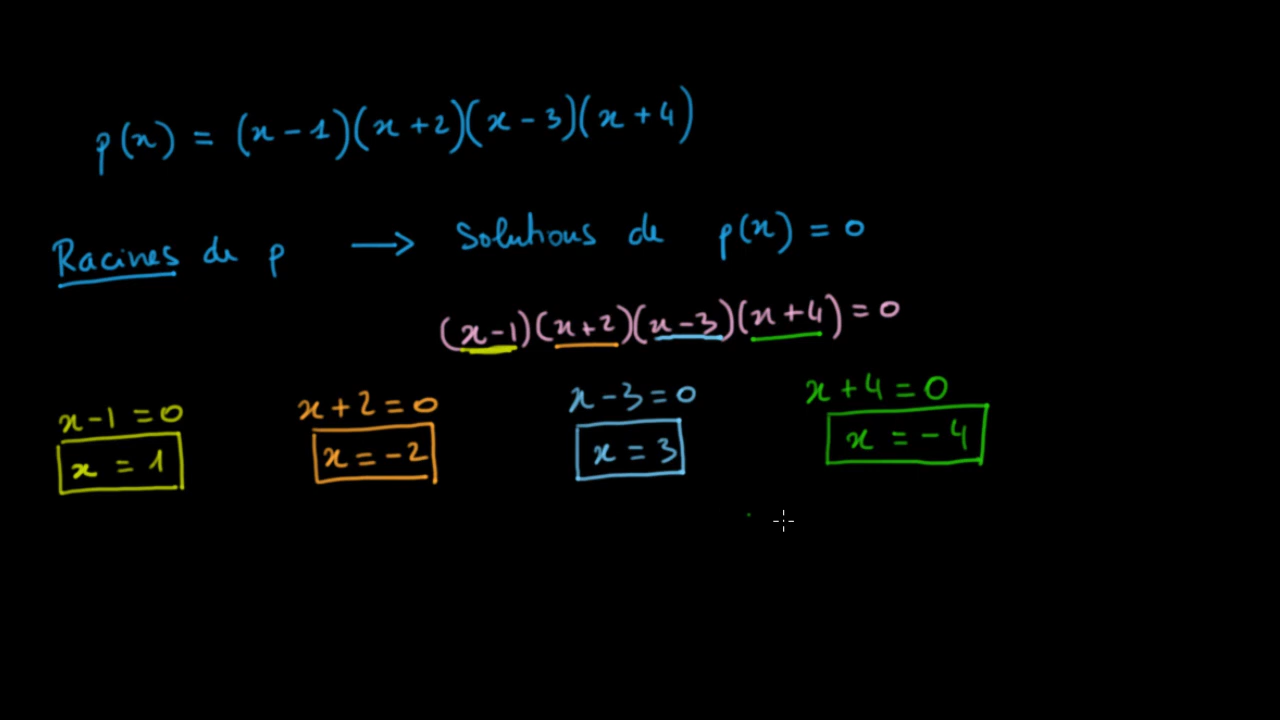 p(x) = (x-1)(x+2)(x-3)(x+4)
Racines de p → Solutions de p(x) = 0
(x-1)(x+2)(x-3)(x+4) = 0
x-1=0 x+2=0 x-3=0 x+4=0
x = 1 x = -2 x = 3 x = -4